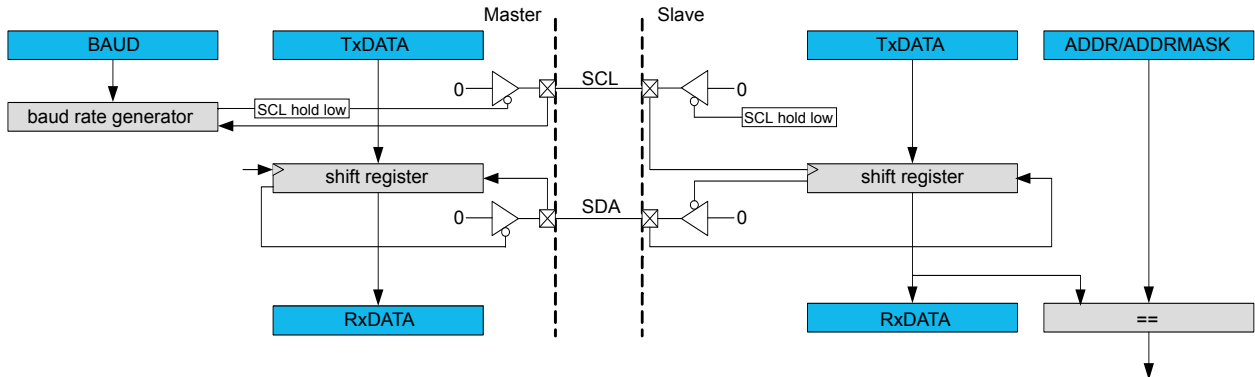 Master
Slave
BAUD
TxDATA
TxDATA
ADDR/ADDRMASK
SCL
0
0
baud rate generator
SCL hold low
SCL hold low
shift register
shift register
SDA
0
0
RxDATA
RxDATA
==